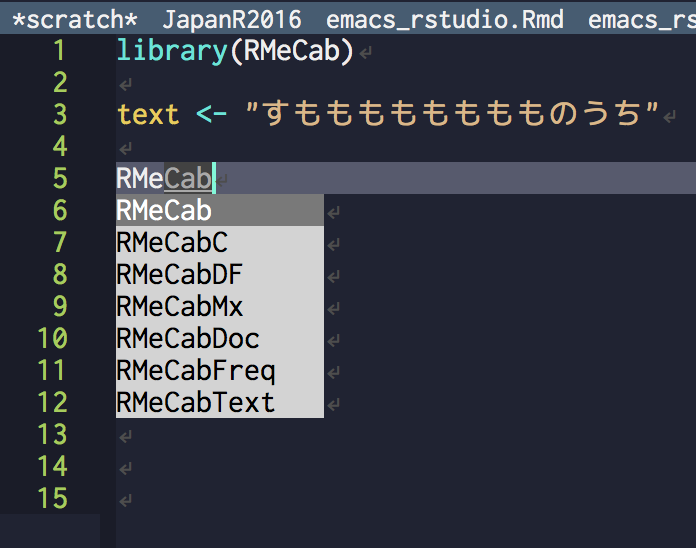 *scratch* JapanR2016 emacs_rstudio.Rmd emacs_rs
1 library(RMeCab)
2
3 text <- "すもももももももものうち"
4
5 RMeCab
6 RMeCab
7 RMeCabC
8 RMeCabDF
9 RMeCabMx
10 RMeCabDoc
11 RMeCabFreq
12 RMeCabText
13
14
15